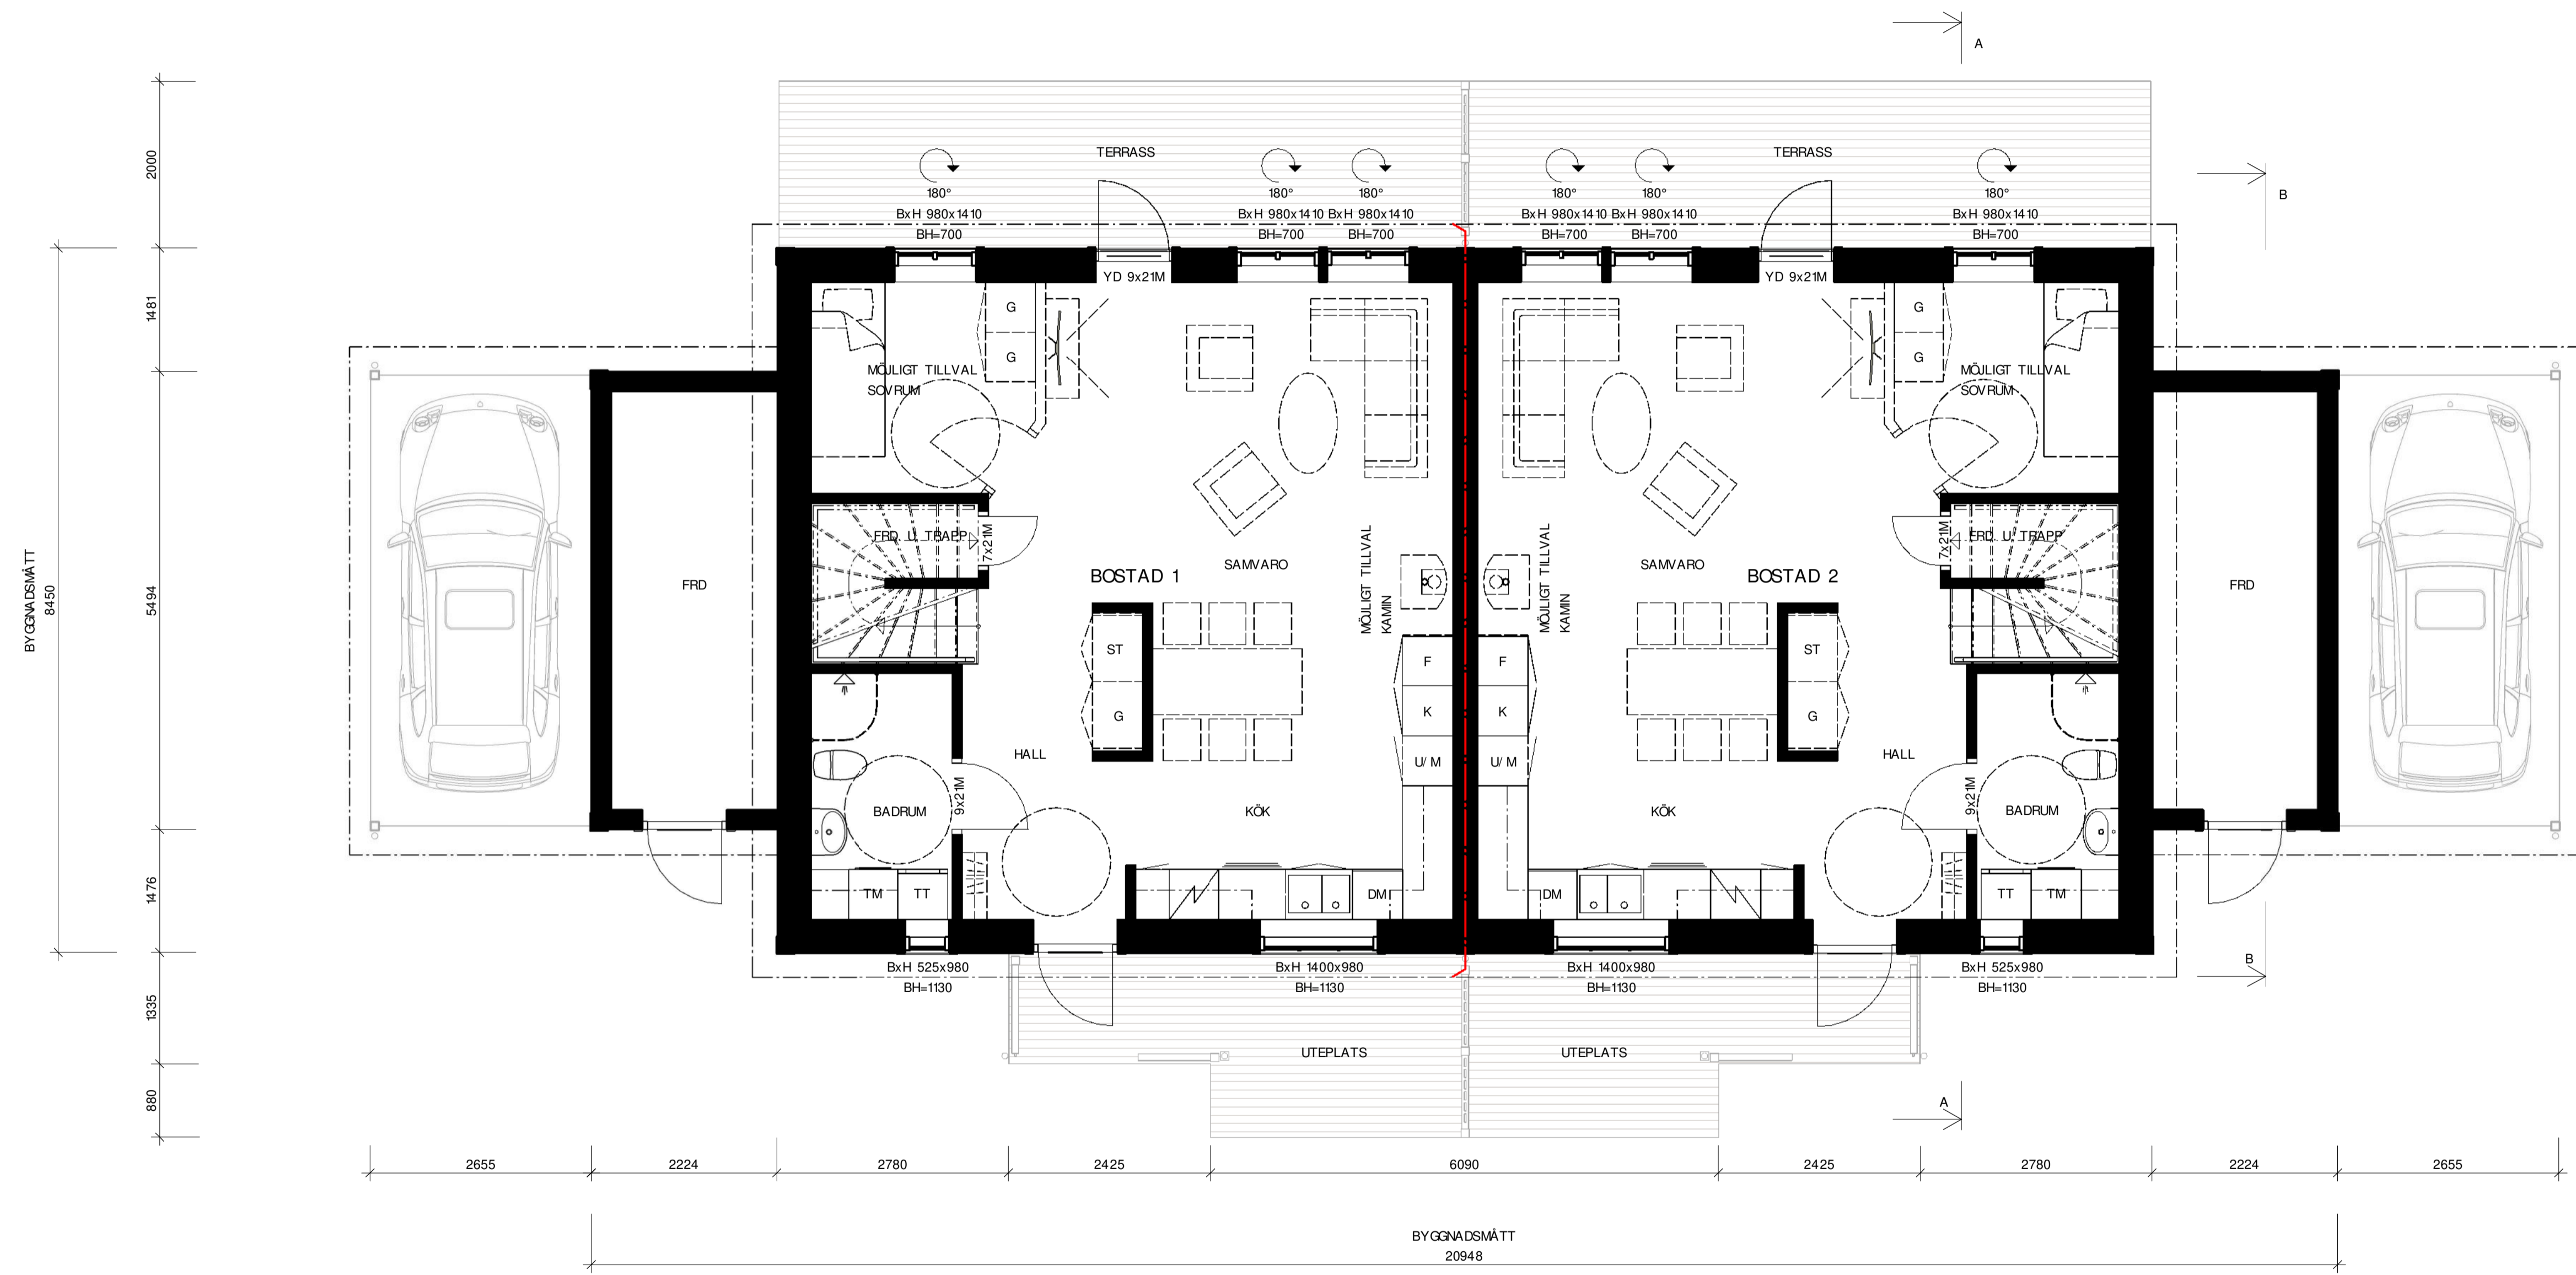 A
B
TERRASS
TERRASS
180°
180°
180°
180°
180°
180°
BxH 980x1410
BxH 980x1410 BxH 980x1410
BxH 980x1410 BxH 980x1410
BxH 980x1410
BH=700
BH=700
BH=700
BH=700
BH=700
BH=700
YD 9x21M
YD 9x21M
G
G
G
G
MÖJLIGT TILLVAL
SOVRUM
MÖJLIGT TILLVAL
SOVRUM
FRD. U. TRAPP
7x21M
SAMVARO
MÖJLIGT TILLVAL
KAMIN
MÖJLIGT TILLVAL
KAMIN
SAMVARO
7x21M
FRD. U. TRAPP
BOSTAD 1
BOSTAD 2
FRD
FRD
ST
G
F
K
U/M
F
K
U/M
ST
G
HALL
HALL
BADRUM
9x21M
KÖK
KÖK
9x21M
BADRUM
TM
TT
DM
DM
TT
TM
BxH 525x980
BH=1130
BxH 1400x980
BH=1130
BxH 1400x980
BH=1130
BxH 525x980
BH=1130
B
UTEPLATS
UTEPLATS
A
2000
1481
5494
1476
1335
880
BYGGNADSMÅTT
8450
2655
2224
2780
2425
6090
2425
2780
2224
2655
BYGGNADSMÅTT
20948